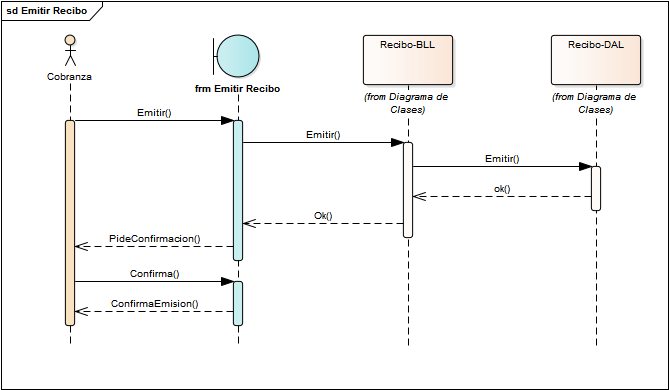 sd Emitir Recibo
Cobranza
frm Emitir Recibo
Recibo-BLL
(from Diagrama de
Clases)
Recibo-DAL
(from Diagrama de
Clases)
Emitir()
Emitir()
Emitir()
ok()
Ok()
PideConfirmacion()
Confirma()
ConfirmaEmision()